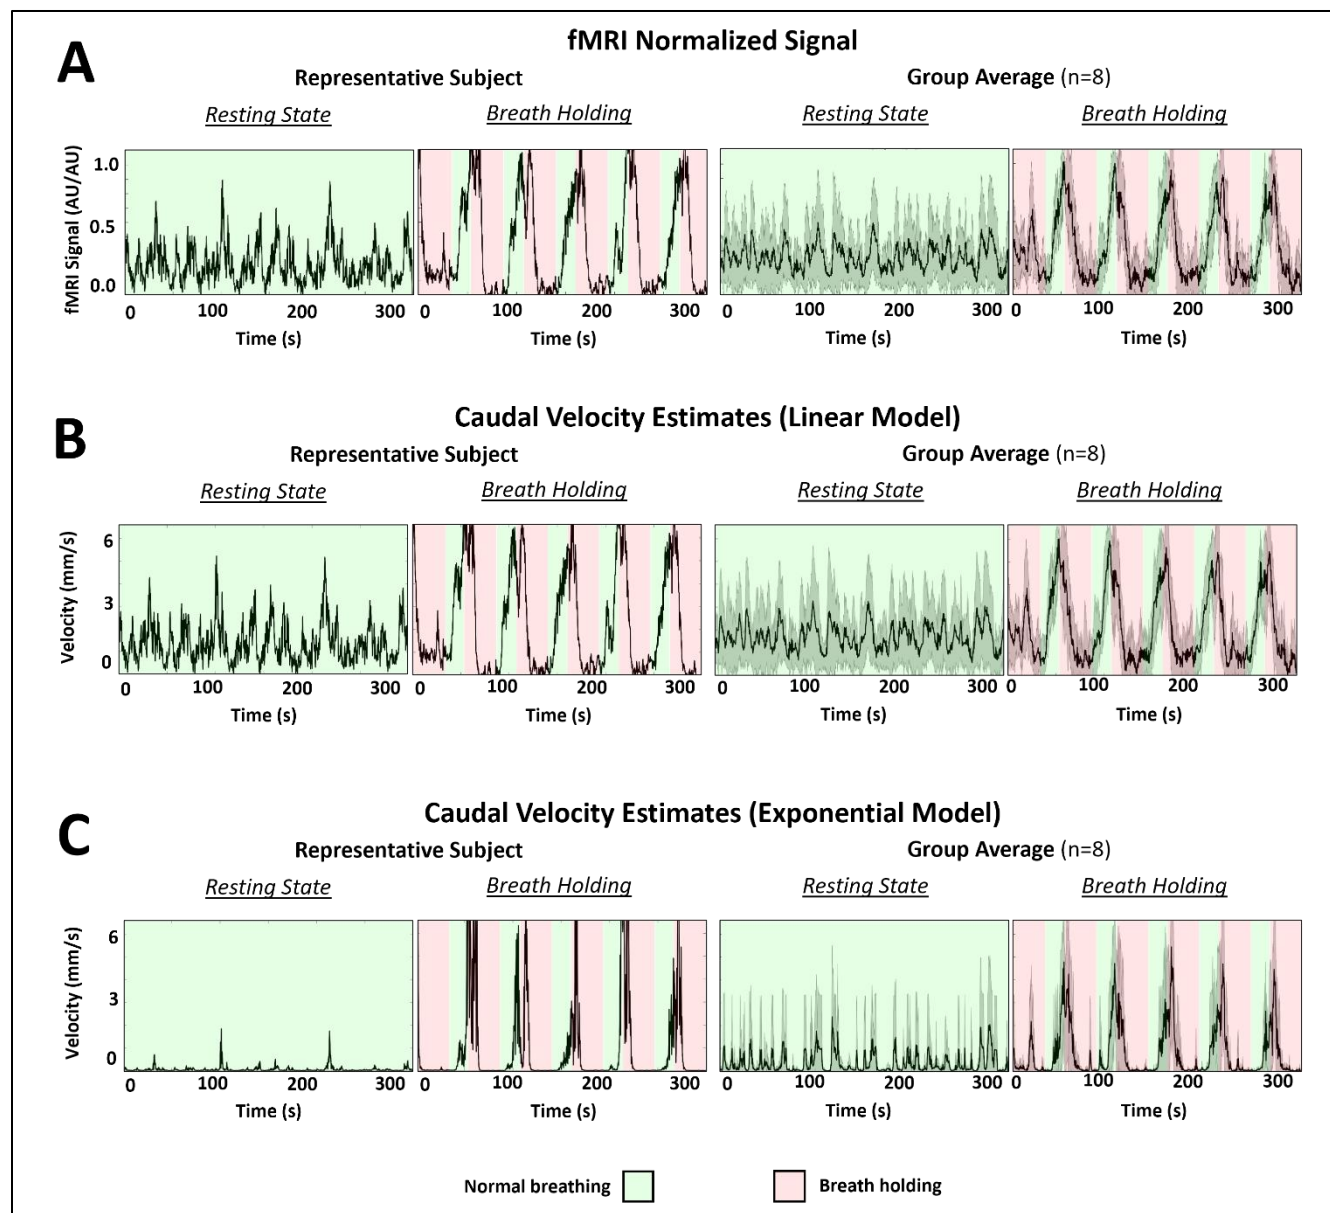 A
fMRI Normalized Signal
Representative Subject
Group Average (n=8)
Resting State
Breath Holding
Resting State
Breath Holding
fMRI Signal (AU/AU)
1.0
0.5
0.0
0 100 200 300
0 100 200 300
0 100 200 300
0 100 200 300
Time (s)
Time (s)
Time (s)
Time (s)
B
Caudal Velocity Estimates (Linear Model)
Representative Subject
Group Average (n=8)
Resting State
Breath Holding
Resting State
Breath Holding
Velocity (mm/s)
6
3
0
0 100 200 300
0 100 200 300
0 100 200 300
0 100 200 300
Time (s)
Time (s)
Time (s)
Time (s)
C
Caudal Velocity Estimates (Exponential Model)
Representative Subject
Group Average (n=8)
Resting State
Breath Holding
Resting State
Breath Holding
Velocity (mm/s)
6
3
0
0 100 200 300
0 100 200 300
0 100 200 300
0 100 200 300
Time (s)
Time (s)
Time (s)
Time (s)
Normal breathing
Breath holding